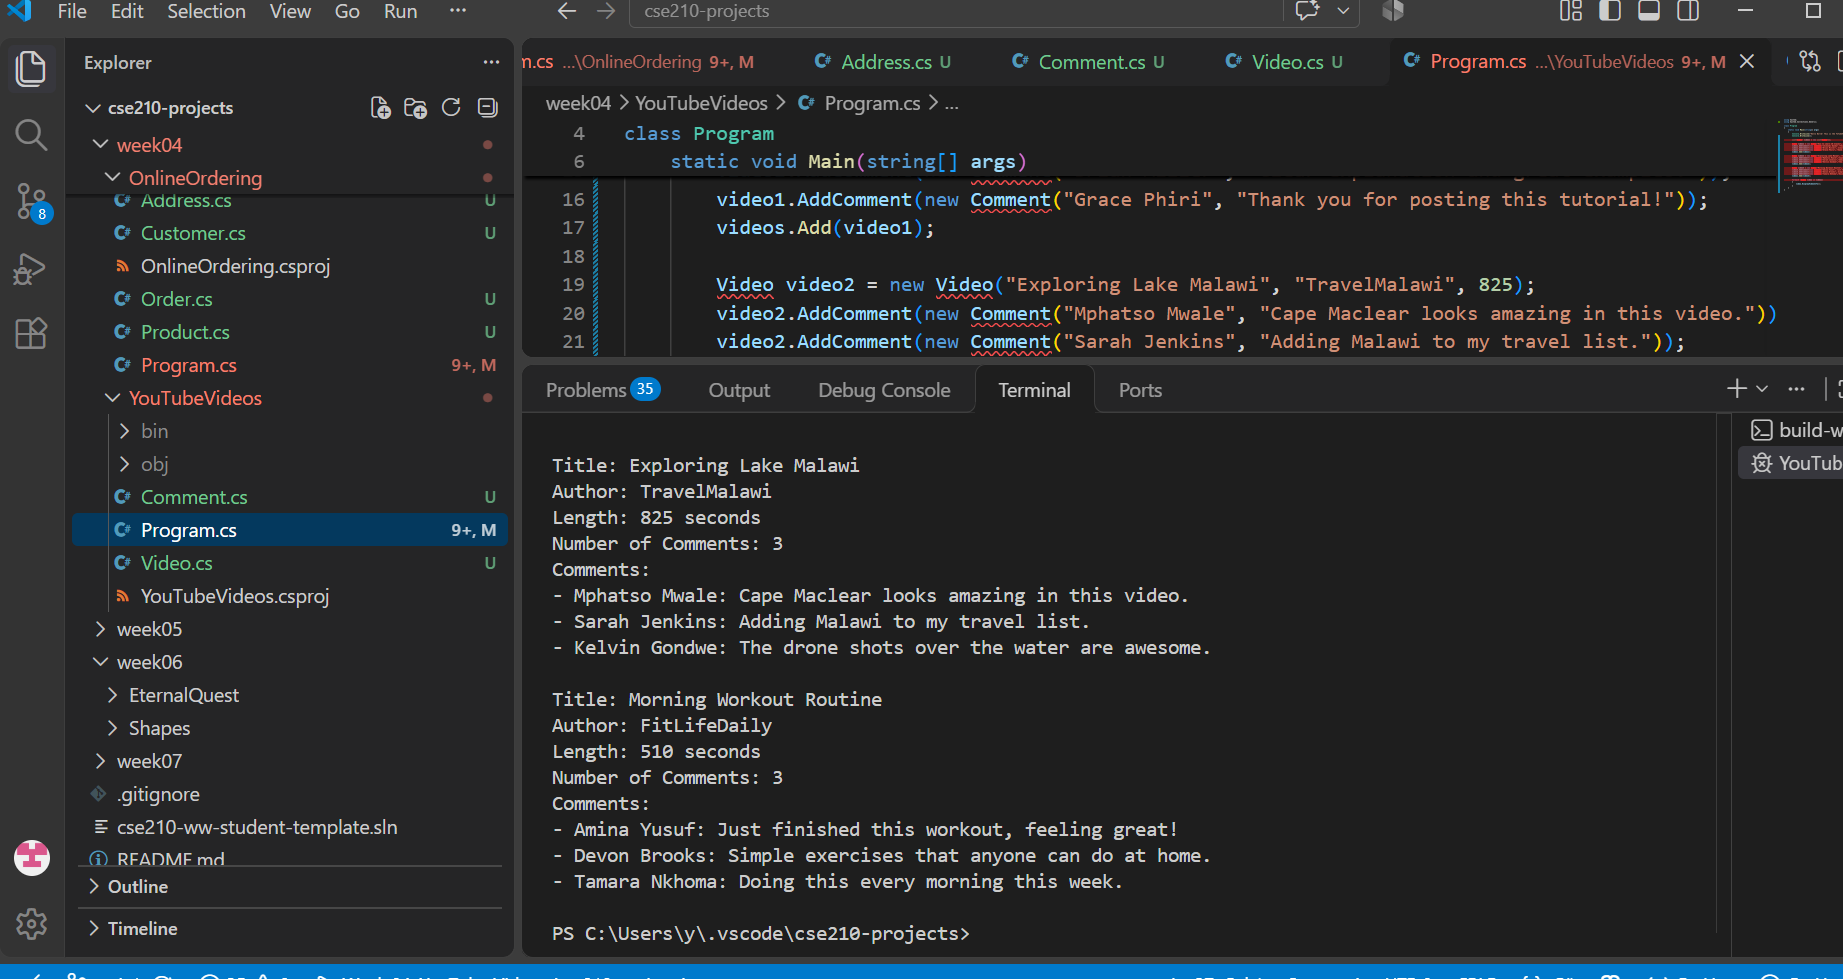 File Edit Selection View Go Run ...
cse210-projects
Explorer
cse210-projects
week04
OnlineOrdering
Address.cs U
Customer.cs U
OnlineOrdering.csproj
Order.cs U
Product.cs U
Program.cs 9+, M
YouTubeVideos
bin
obj
Comment.cs U
Program.cs 9+, M
Video.cs U
YouTubeVideos.csproj
week05
week06
EternalQuest
Shapes
week07
.gitignore
cse210-ww-student-template.sln
README.md
Outline
Timeline
8
m.cs ...\OnlineOrdering 9+, M Address.cs U Comment.cs U Video.cs U Program.cs ...\YouTubeVideos 9+, M
week04 > YouTubeVideos > Program.cs > ...
4 class Program
6 static void Main(string[] args)
16 video1.AddComment(new Comment("Grace Phiri", "Thank you for posting this tutorial!"));
17 videos.Add(video1);
18
19 Video video2 = new Video("Exploring Lake Malawi", "TravelMalawi", 825);
20 video2.AddComment(new Comment("Mphatso Mwale", "Cape Maclear looks amazing in this video."))
21 video2.AddComment(new Comment("Sarah Jenkins", "Adding Malawi to my travel list."));
Problems 35 Output Debug Console Terminal Ports
build-w
YouTub
Title: Exploring Lake Malawi
Author: TravelMalawi
Length: 825 seconds
Number of Comments: 3
Comments:
- Mphatso Mwale: Cape Maclear looks amazing in this video.
- Sarah Jenkins: Adding Malawi to my travel list.
- Kelvin Gondwe: The drone shots over the water are awesome.
Title: Morning Workout Routine
Author: FitLifeDaily
Length: 510 seconds
Number of Comments: 3
Comments:
- Amina Yusuf: Just finished this workout, feeling great!
- Devon Brooks: Simple exercises that anyone can do at home.
- Tamara Nkhoma: Doing this every morning this week.
PS C:\Users\y\.vscode\cse210-projects>